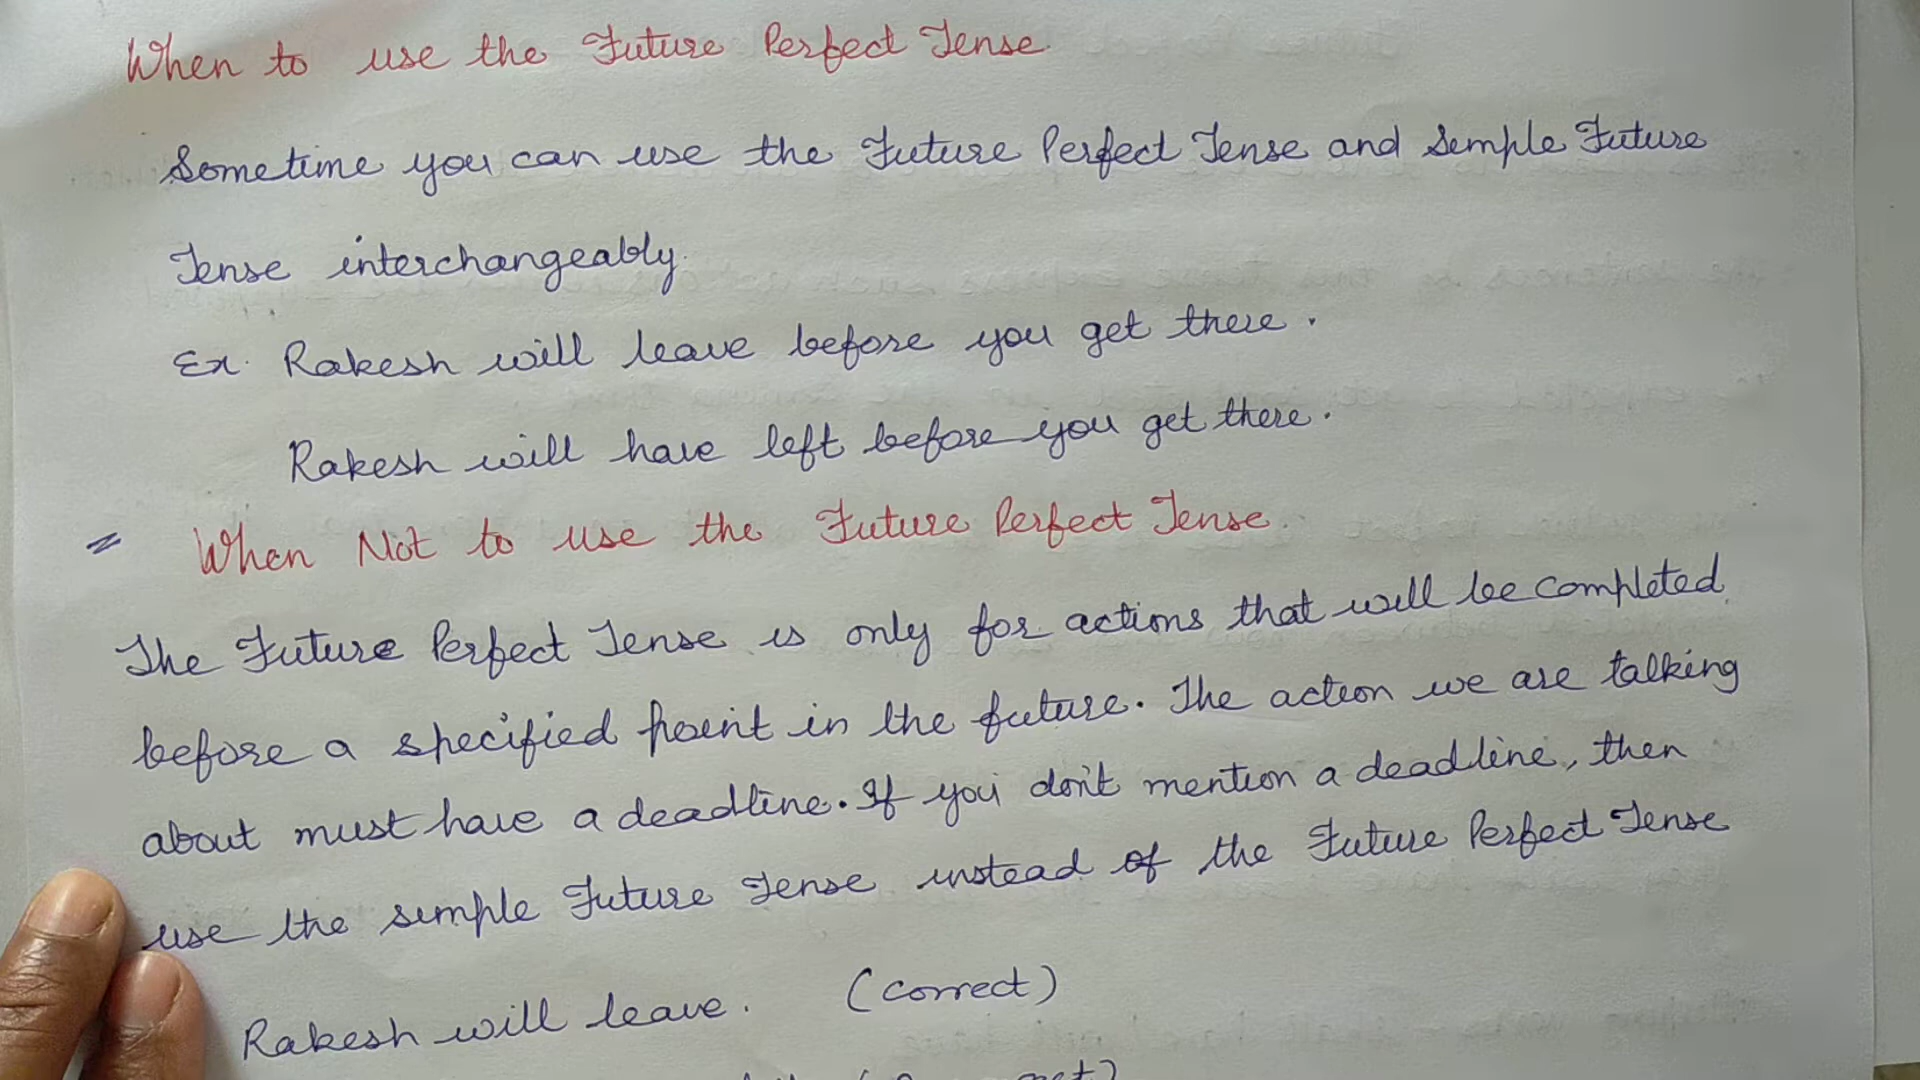 When to use the Future Perfect Tense.
Sometime you can use the Future Perfect Tense and Simple Future
Tense interchangeably.
Ex. Rakesh will leave before you get there.
Rakesh will have left before you get there.
When Not to use the Future Perfect Tense.
The Future Perfect Tense is only for actions that will be completed
before a specified point in the future. The action we are talking
about must have a deadline. If you don't mention a deadline, then
use the simple Future Tense instead of the Future Perfect Tense
Rakesh will leave. (correct)